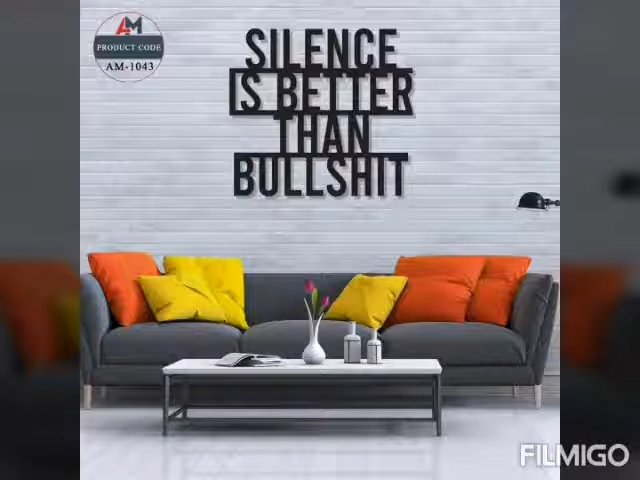 AM
PRODUCT CODE
AM-1043
SILENCE
IS BETTER
THAN
BULLSHIT
FILMIGO